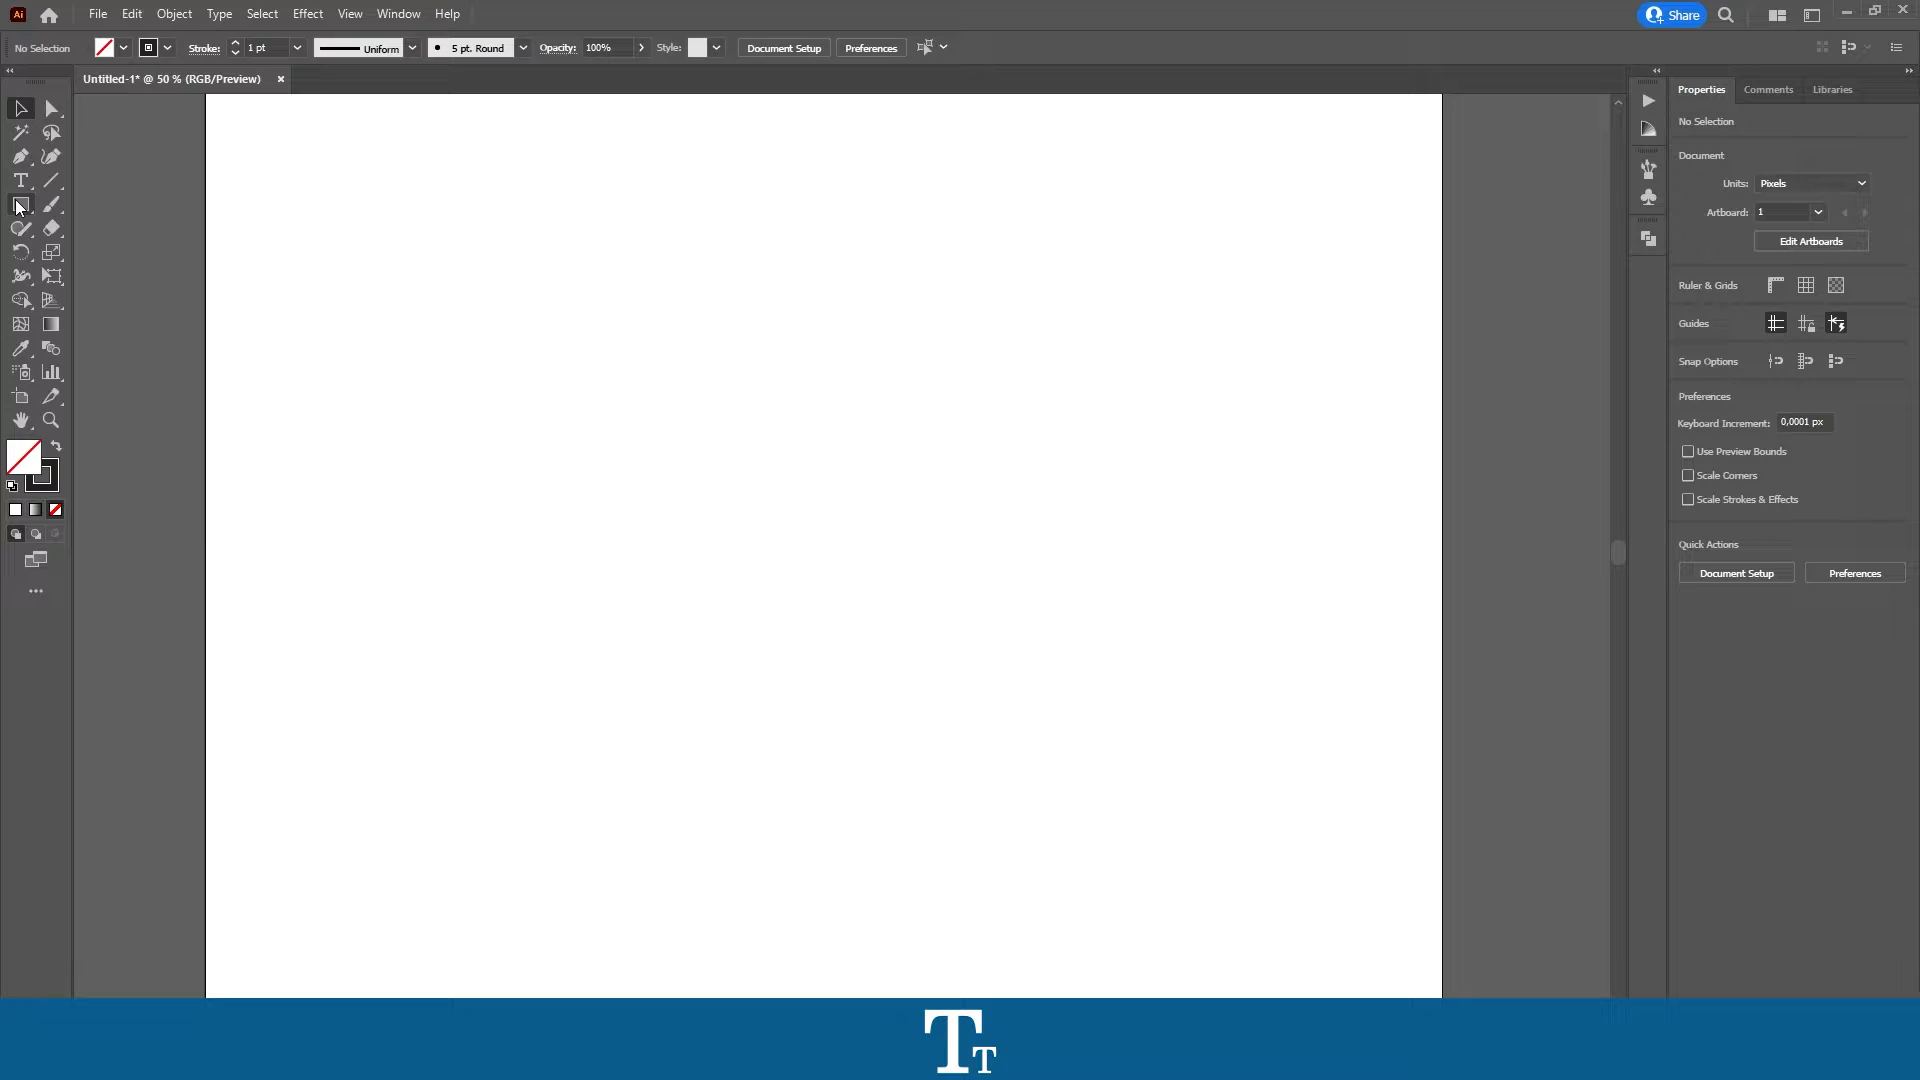 Ai File Edit Object Type Select Effect View Window Help Share
No Selection Stroke: 1 pt Uniform 5 pt. Round Opacity: 100% Style: Document Setup Preferences
Untitled-1* @ 50 % (RGB/Preview) ×
Properties Comments Libraries
No Selection
Document
Units: Pixels
Artboard: 1
Edit Artboards
Ruler & Grids
Guides
Snap Options
Preferences
Keyboard Increment: 0,0001 px
Use Preview Bounds
Scale Corners
Scale Strokes & Effects
Quick Actions
Document Setup Preferences
TT